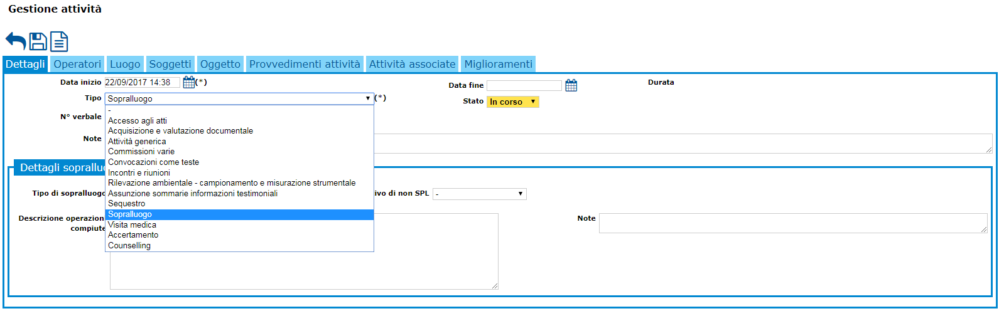 Gestione attività
Dettagli Operatori Luogo Soggetti Oggetto Provvedimenti attività Attività associate Miglioramenti
Data inizio 22/09/2017 14:38 (*) Data fine Durata
Tipo Sopralluogo (*) Stato In corso
-
N° verbale
Accesso agli atti
Acquisizione e valutazione documentale
Note
Attività generica
Commissioni varie
Convocazioni come teste
Dettagli sopralluo
Incontri e riunioni
Rilevazione ambientale - campionamento e misurazione strumentale
Tipo di sopralluogo Assunzione sommarie informazioni testimoniali ivo di non SPL -
Sequestro
Sopralluogo
Descrizione operazion
compiute
Note
Visita medica
Accertamento
Counselling